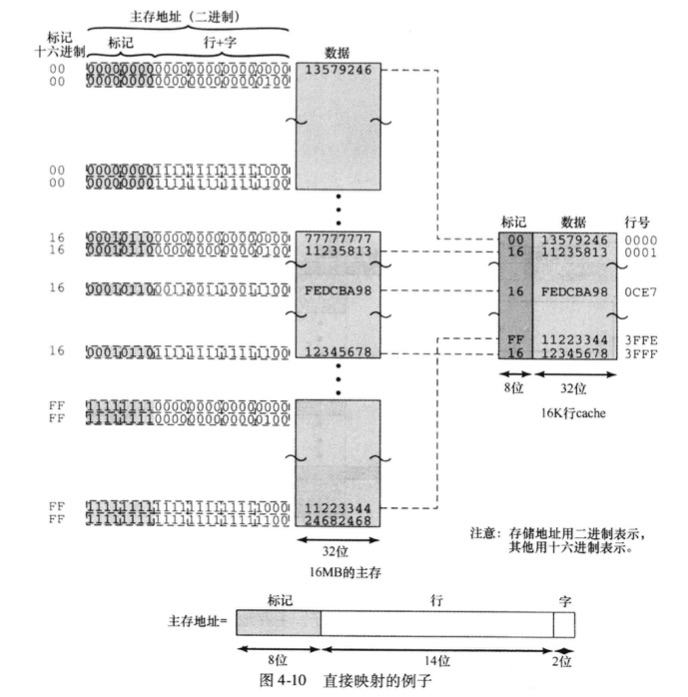 主存地址（二进制）
标记
十六进制
标记 行+字 数据
00 000000000000000000000000 13579246
00 000000000000000000000100
00 000000001111111111111000
00 000000001111111111111100
标记 数据 行号
16 000101100000000000000000 77777777
16 000101100000000000000100 11235813
00 13579246 0000
16 11235813 0001
16 000101100011001110011100 FEDCBA98
16 FEDCBA98 0CE7
16 000101101111111111111100 12345678
FF 11223344 3FFE
16 12345678 3FFF
8位 32位
16K行cache
FF 111111110000000000000000
FF 111111110000000000000100
FF 111111111111111111111000 11223344
FF 111111111111111111111100 24682468
32位
16MB的主存
注意：存储地址用二进制表示，
其他用十六进制表示。
标记 行 字
主存地址=
8位 14位 2位
图 4-10 直接映射的例子